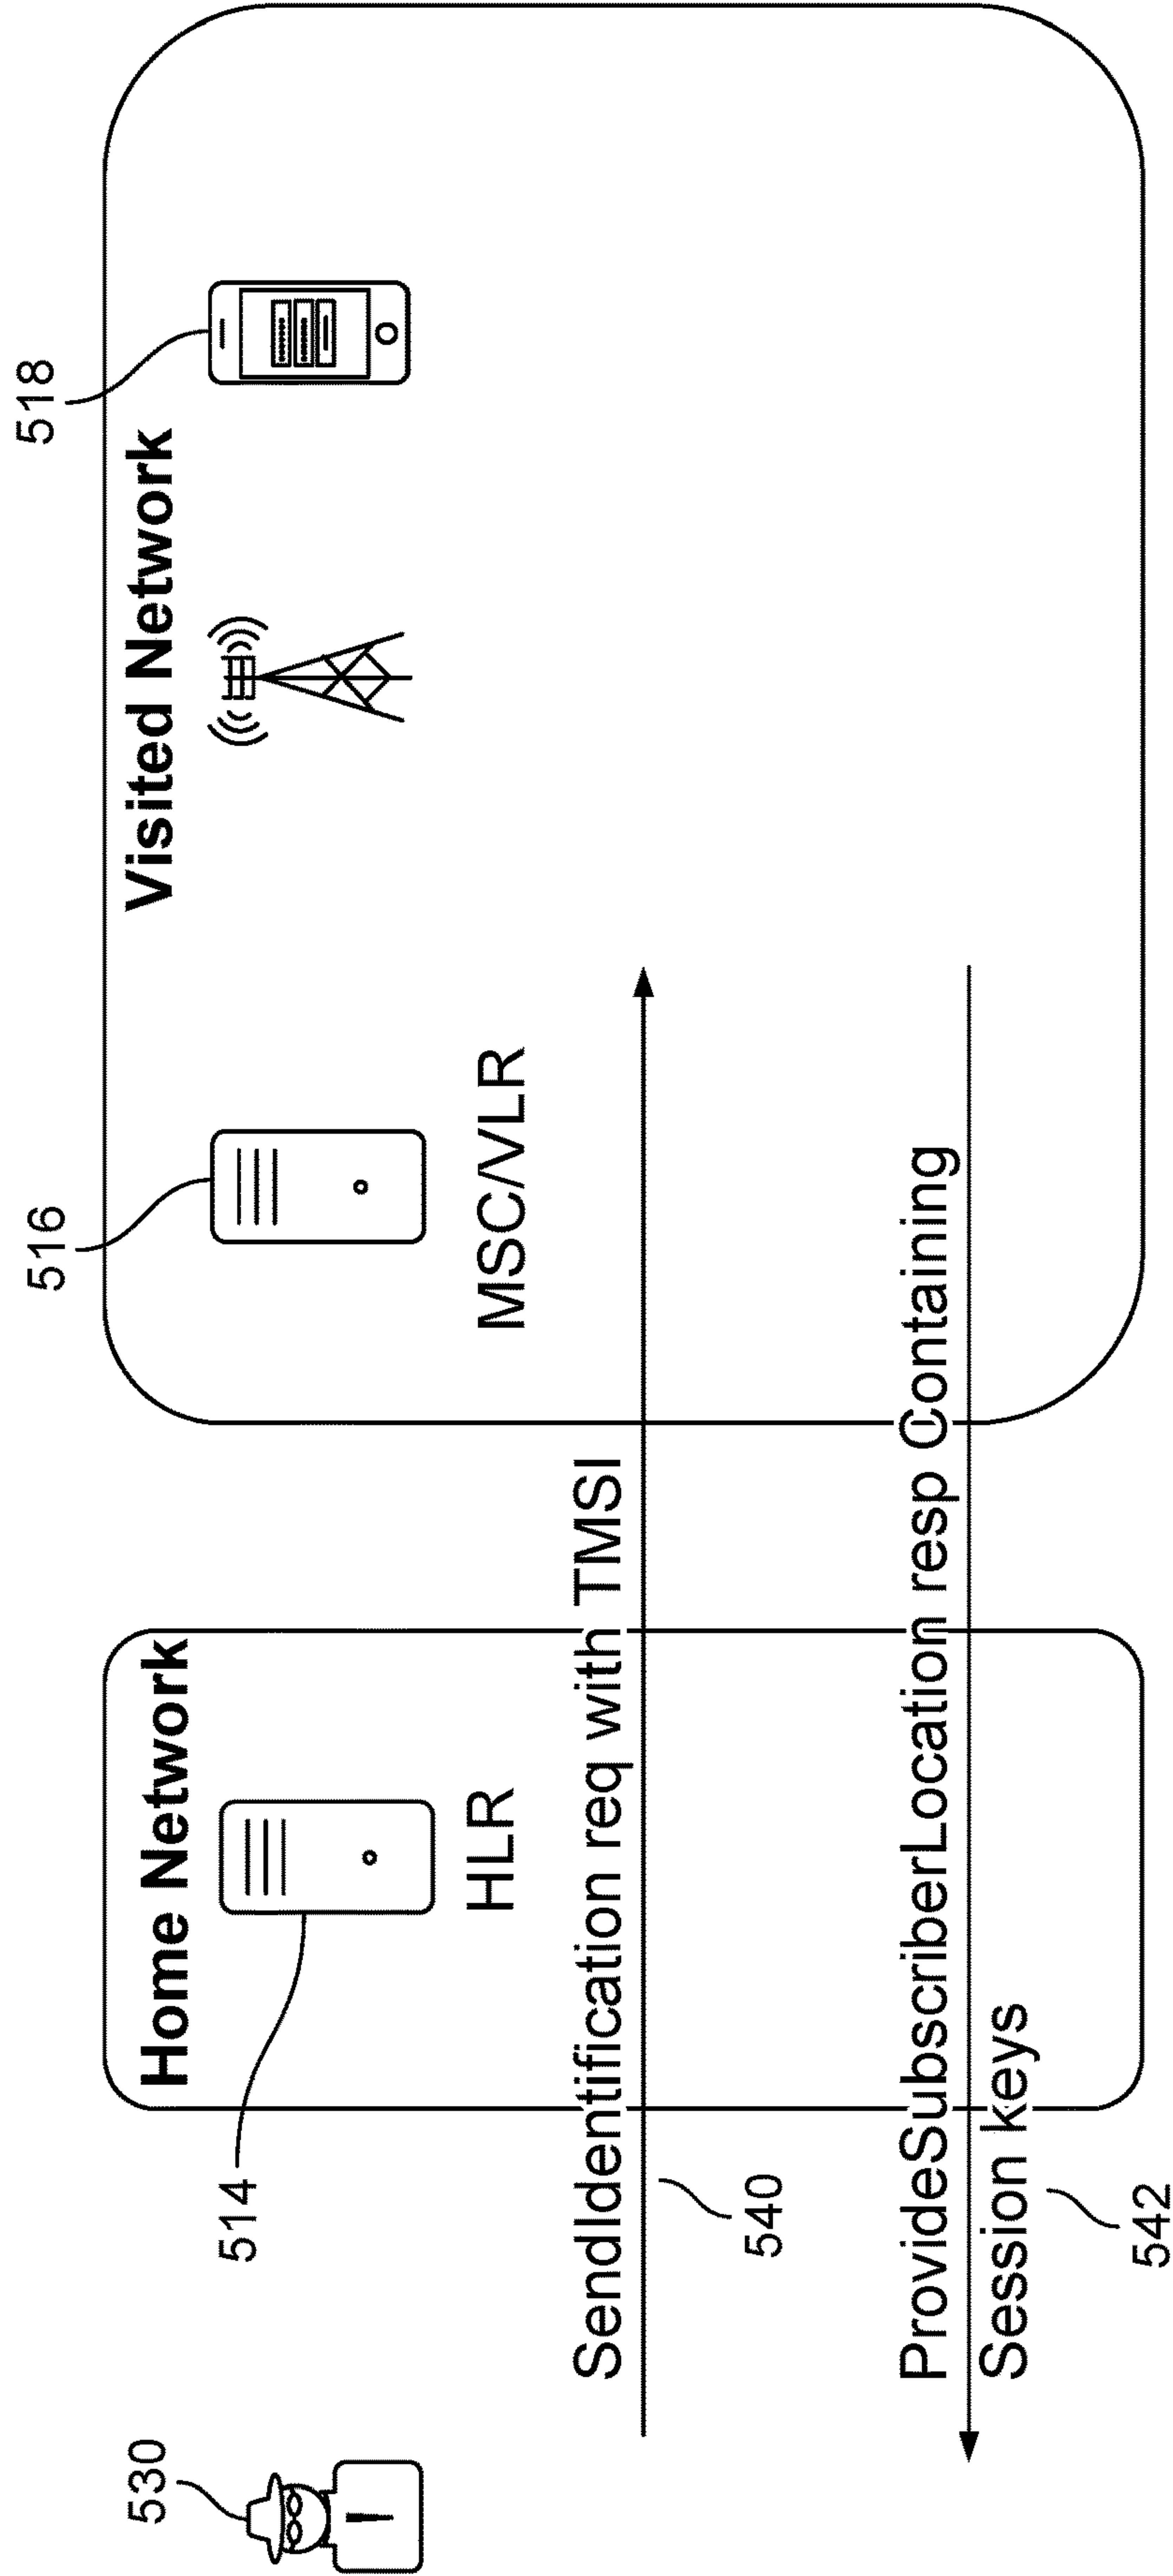 530
514
Home Network
HLR
516
MSC/VLR
Visited Network
518
SendIdentification req with TMSI
540
ProvideSubscriberLocation resp Containing
Session keys
542